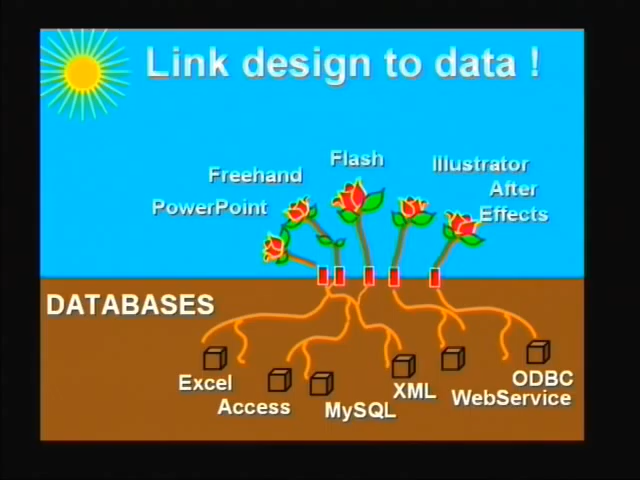 Link design to data !
Flash
Illustrator
Freehand
After
Effects
PowerPoint
DATABASES
Excel
Access
MySQL
XML
WebService
ODBC